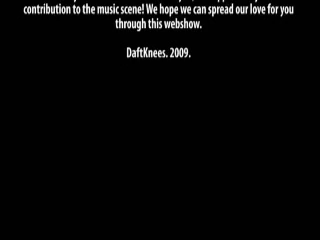 contribution to the music scene! We hope we can spread our love for you
through this webshow.
DaftKnees. 2009.